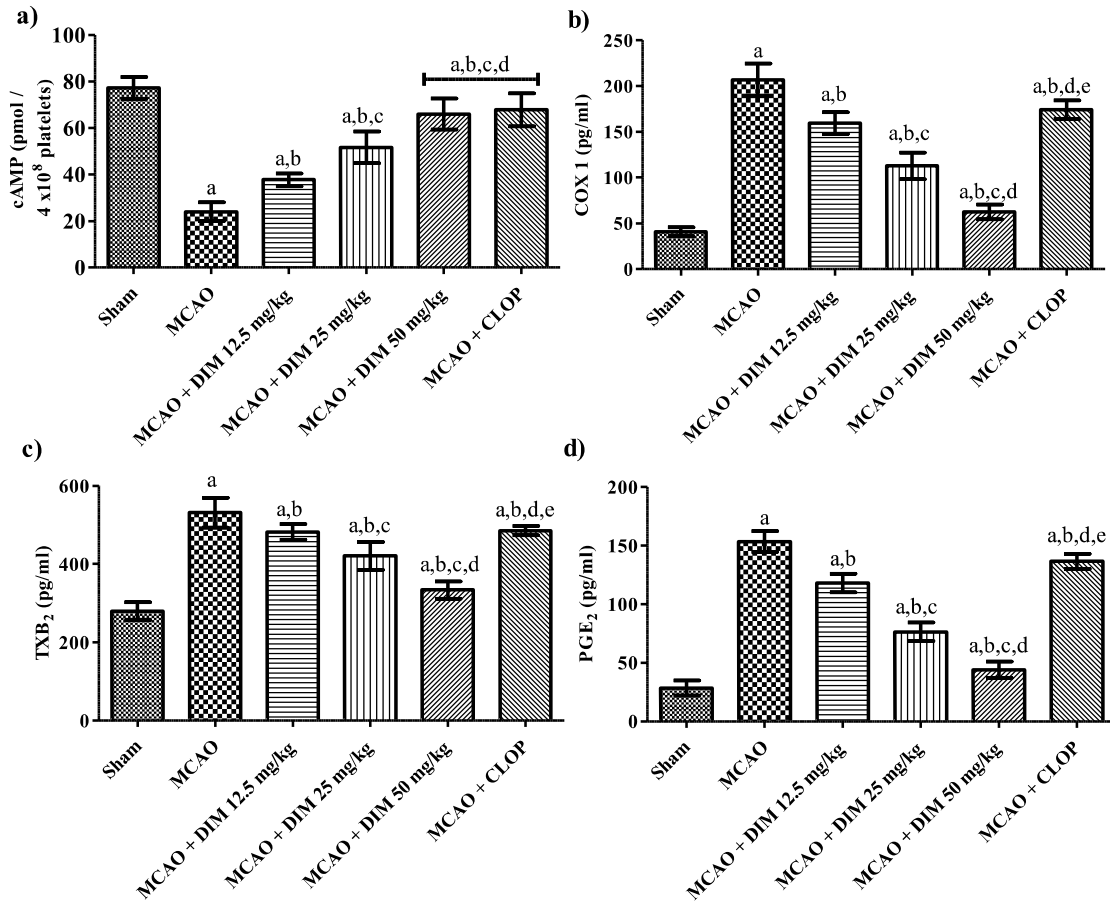 a)
cAMP (pmol /
4 x10⁸ platelets)
100
80
60
40
20
0
a
a,b
a,b,c
a,b,c,d
Sham
MCAO
MCAO + DIM 12.5 mg/kg
MCAO + DIM 25 mg/kg
MCAO + DIM 50 mg/kg
MCAO + CLOP
b)
COX 1 (pg/ml)
250
200
150
100
50
0
a
a,b
a,b,c
a,b,c,d
a,b,d,e
Sham
MCAO
MCAO + DIM 12.5 mg/kg
MCAO + DIM 25 mg/kg
MCAO + DIM 50 mg/kg
MCAO + CLOP
c)
TXB₂ (pg/ml)
600
400
200
0
a
a,b
a,b,c
a,b,c,d
a,b,d,e
Sham
MCAO
MCAO + DIM 12.5 mg/kg
MCAO + DIM 25 mg/kg
MCAO + DIM 50 mg/kg
MCAO + CLOP
d)
PGE₂ (pg/ml)
200
150
100
50
0
a
a,b
a,b,c
a,b,c,d
a,b,d,e
Sham
MCAO
MCAO + DIM 12.5 mg/kg
MCAO + DIM 25 mg/kg
MCAO + DIM 50 mg/kg
MCAO + CLOP